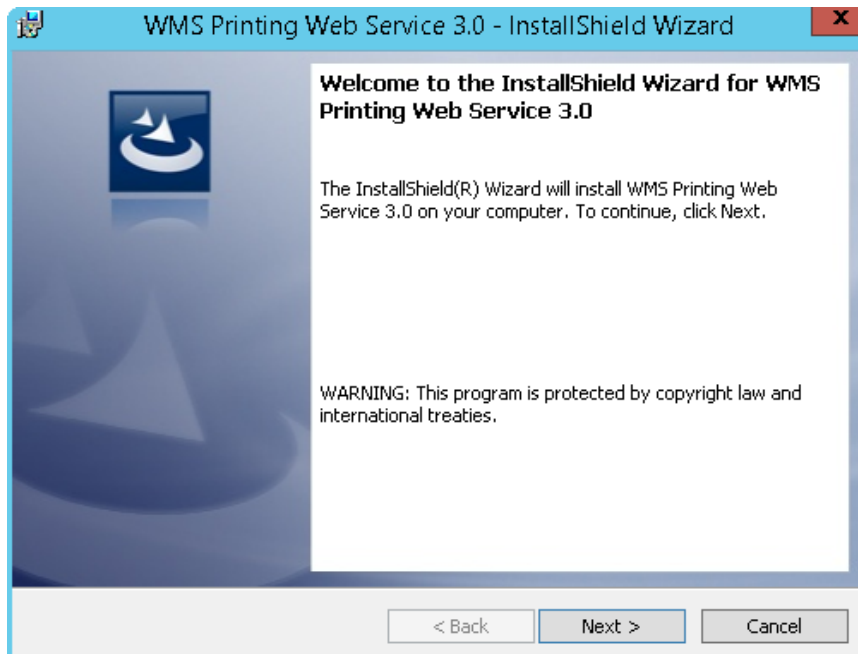 WMS Printing Web Service 3.0 - InstallShield Wizard
x
Welcome to the InstallShield Wizard for WMS
Printing Web Service 3.0
The InstallShield(R) Wizard will install WMS Printing Web
Service 3.0 on your computer. To continue, click Next.
WARNING: This program is protected by copyright law and
international treaties.
< Back Next > Cancel